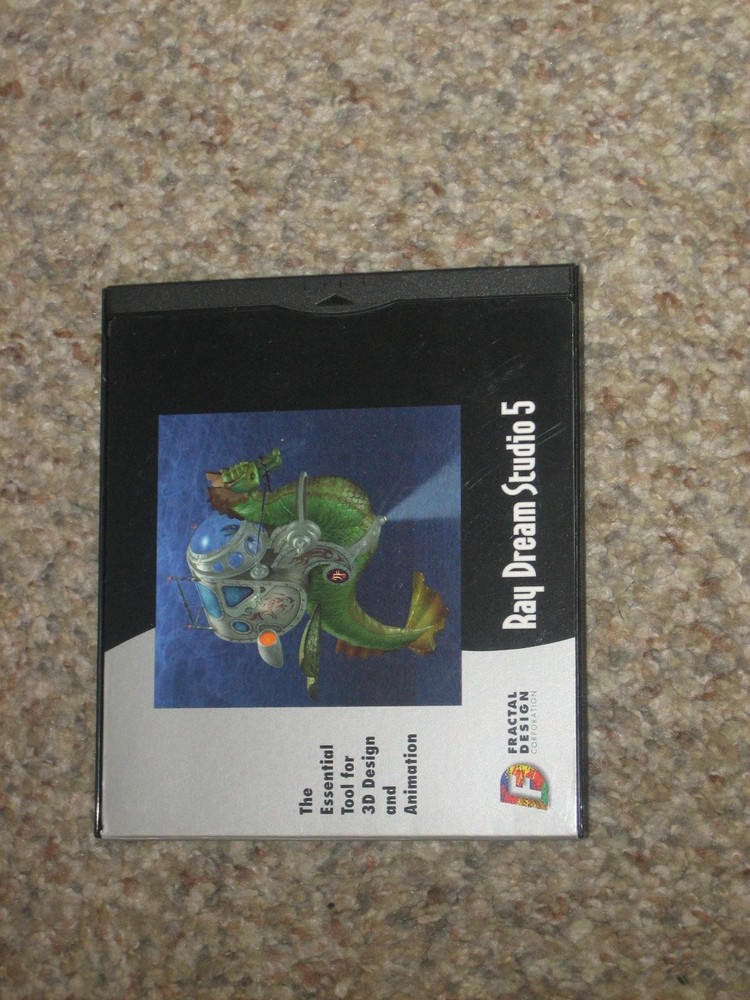 The
Essential
Tool for
3D Design
and
Animation
FRACTAL
DESIGN
CORPORATION
Ray Dream Studio 5